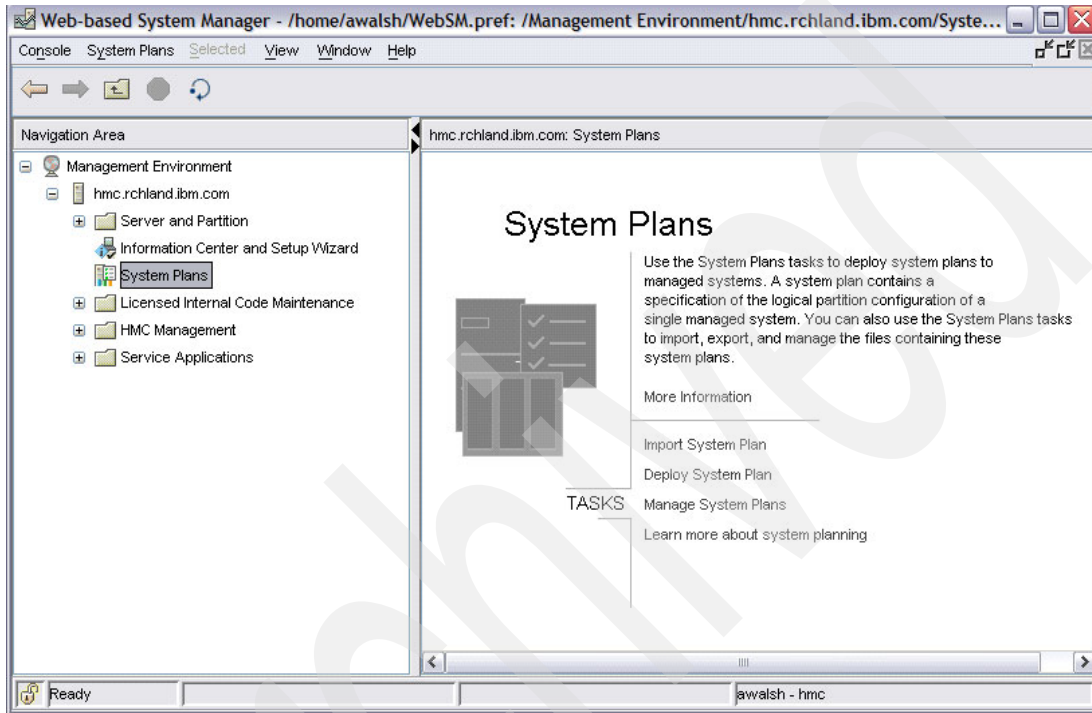 Web-based System Manager - /home/awalsh/WebSM.pref: /Management Environment/hmc.rchland.ibm.com/Syste...
Console System Plans Selected View Window Help
Navigation Area
hmc.rchland.ibm.com: System Plans
Management Environment
hmc.rchland.ibm.com
Server and Partition
Information Center and Setup Wizard
System Plans
Licensed Internal Code Maintenance
HMC Management
Service Applications
System Plans
Use the System Plans tasks to deploy system plans to
managed systems. A system plan contains a
specification of the logical partition configuration of a
single managed system. You can also use the System Plans tasks
to import, export, and manage the files containing these
system plans.
More Information
Import System Plan
Deploy System Plan
TASKS
Manage System Plans
Learn more about system planning
Ready
awalsh - hmc